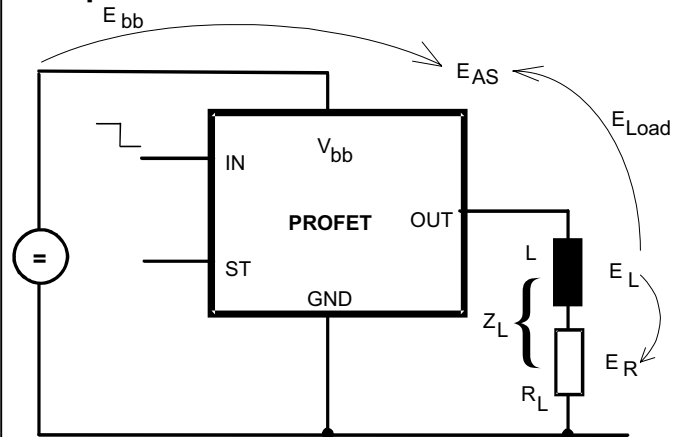 E bb
E AS
E Load
V bb
IN
PROFET
OUT
ST
GND
L
E L
Z L {
E R
R L
=